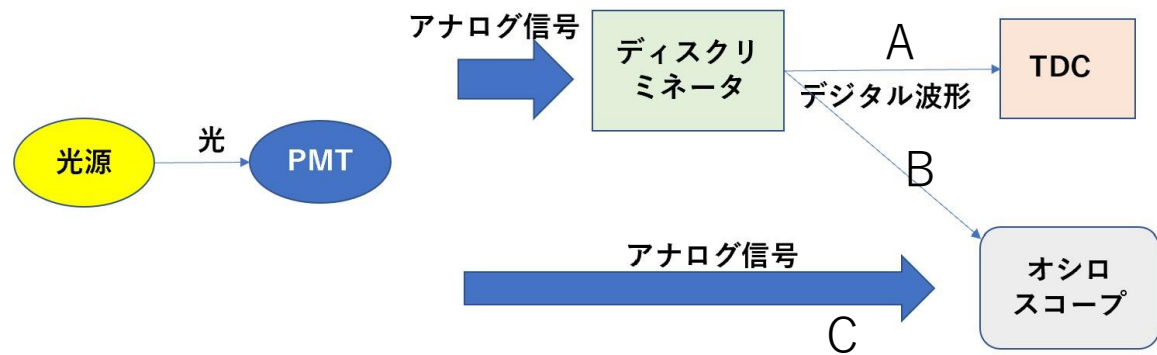 アナログ信号
ディスクリ
ミネータ
A
TDC
デジタル波形
光源
光
PMT
B
アナログ信号
C
オシロ
スコープ